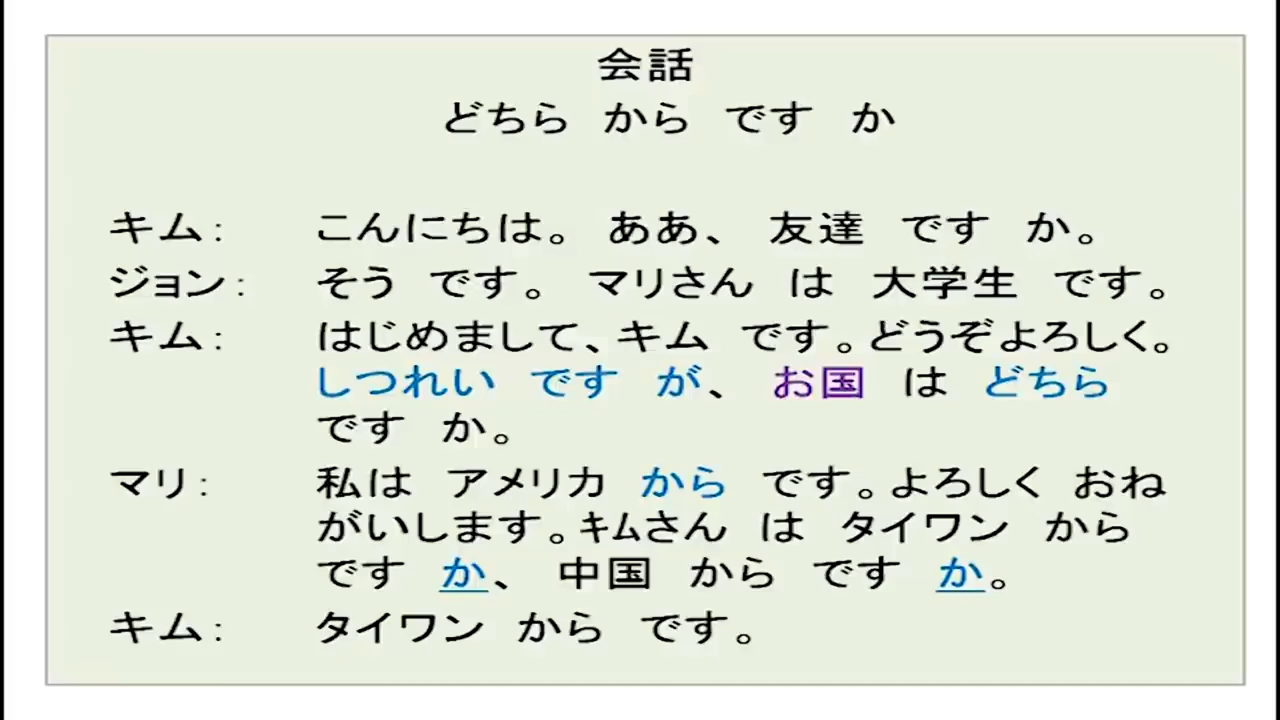 会話
どちら から です か
キム： こんにちは。 ああ、 友達 です か。
ジョン： そう です。 マリさん は 大学生 です。
キム： はじめまして、キム です。どうぞよろしく。
しつれい です が、 お国 は どちら
です か。
マリ： 私は アメリカ から です。よろしく おね
がいします。ｷﾑさん は タイワン から
です か、 中国 から です か。
キム： タイワン から です。